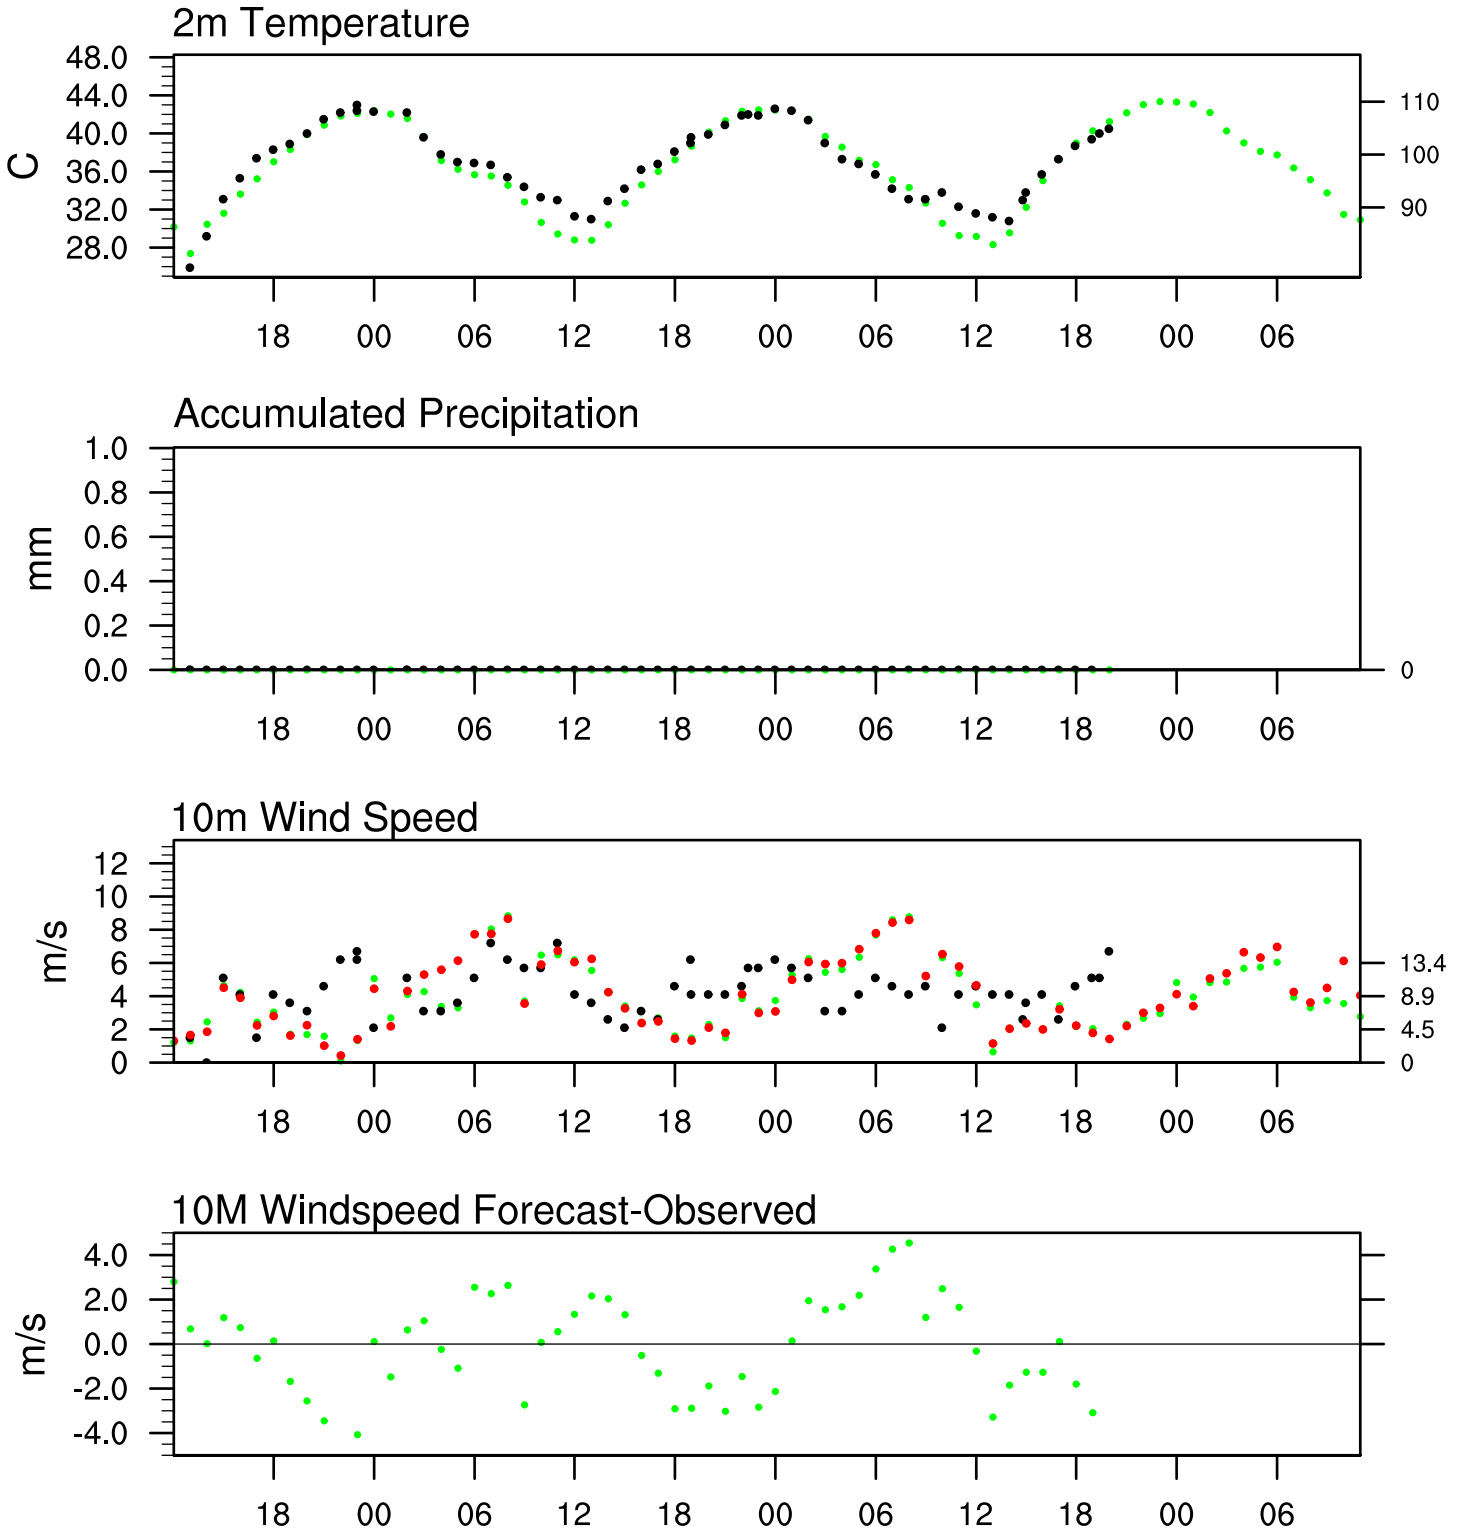 2m Temperature
48.0
44.0
40.0
36.0
32.0
28.0
C
110
100
90
18 00 06 12 18 00 06 12 18 00 06
Accumulated Precipitation
1.0
0.8
0.6
0.4
0.2
0.0
mm
0
18 00 06 12 18 00 06 12 18 00 06
10m Wind Speed
12
10
8
6
4
2
0
m/s
13.4
8.9
4.5
0
18 00 06 12 18 00 06 12 18 00 06
10M Windspeed Forecast-Observed
4.0
2.0
0.0
-2.0
-4.0
m/s
18 00 06 12 18 00 06 12 18 00 06